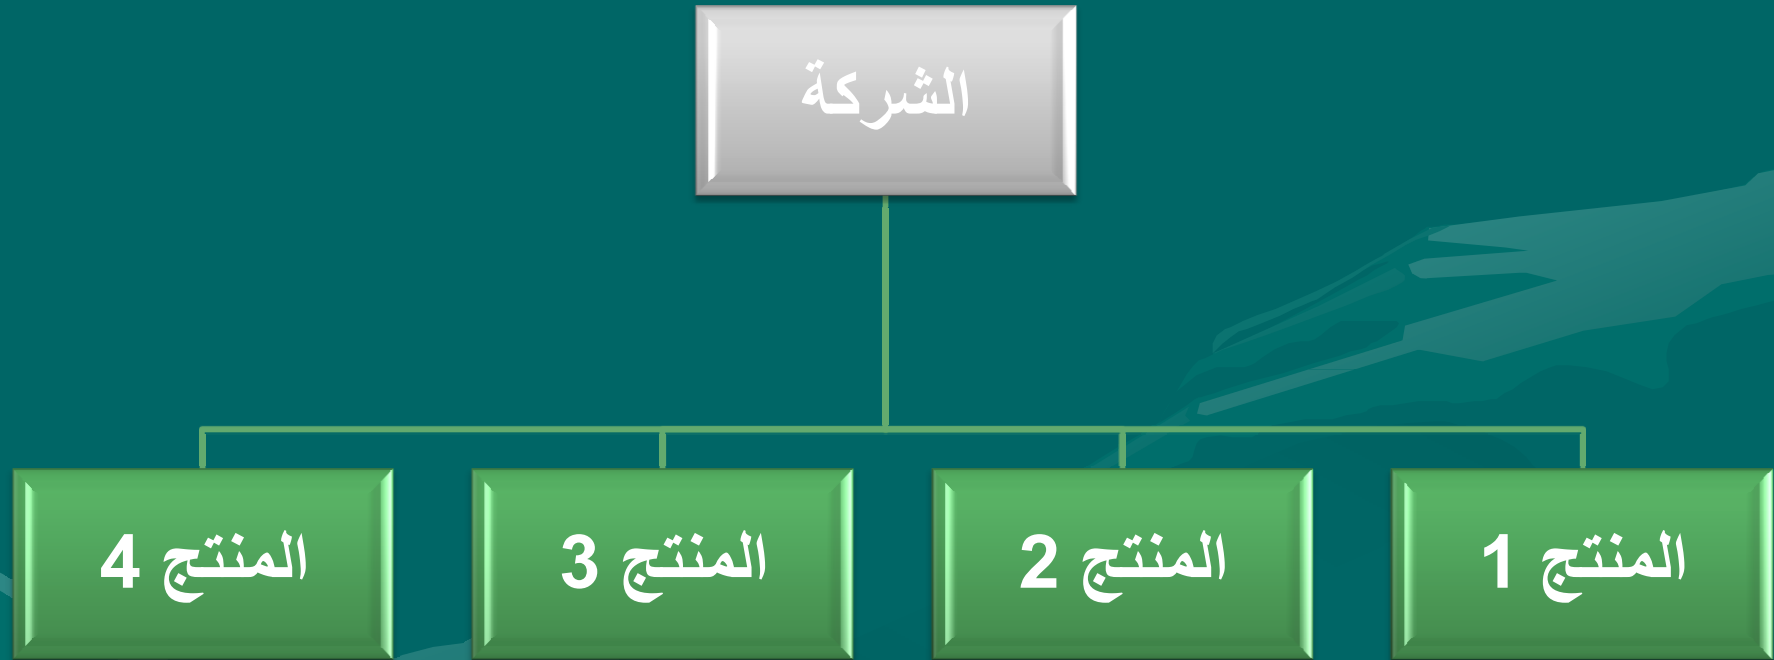 الشركة
المنتج 1
المنتج 2
المنتج 3
المنتج 4